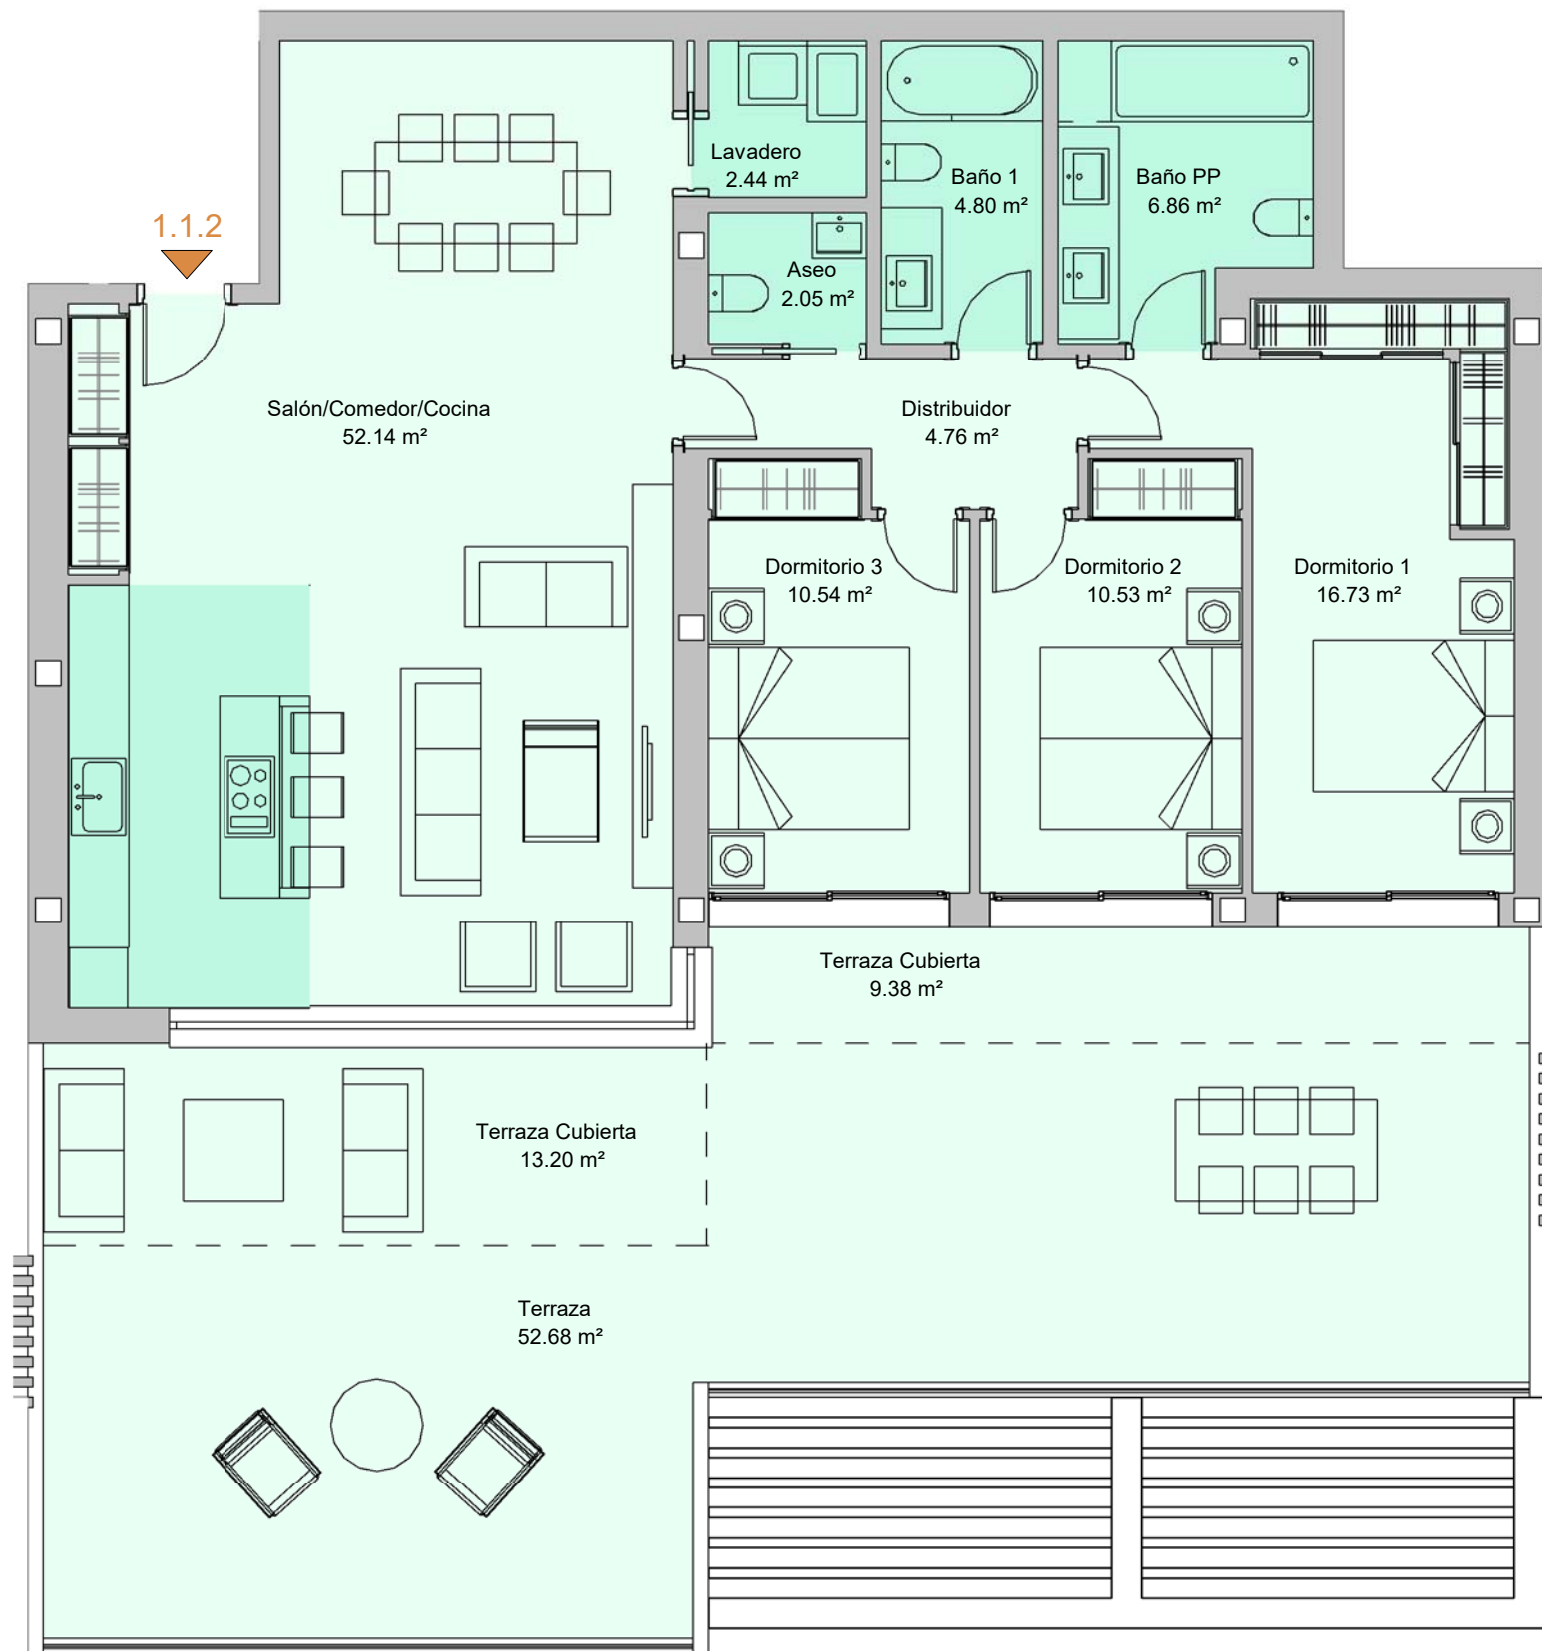 1.1.2
Lavadero
2.44 m²
Baño 1
4.80 m²
Baño PP
6.86 m²
Aseo
2.05 m²
Salón/Comedor/Cocina
52.14 m²
Distribuidor
4.76 m²
Dormitorio 3
10.54 m²
Dormitorio 2
10.53 m²
Dormitorio 1
16.73 m²
Terraza Cubierta
9.38 m²
Terraza Cubierta
13.20 m²
Terraza
52.68 m²